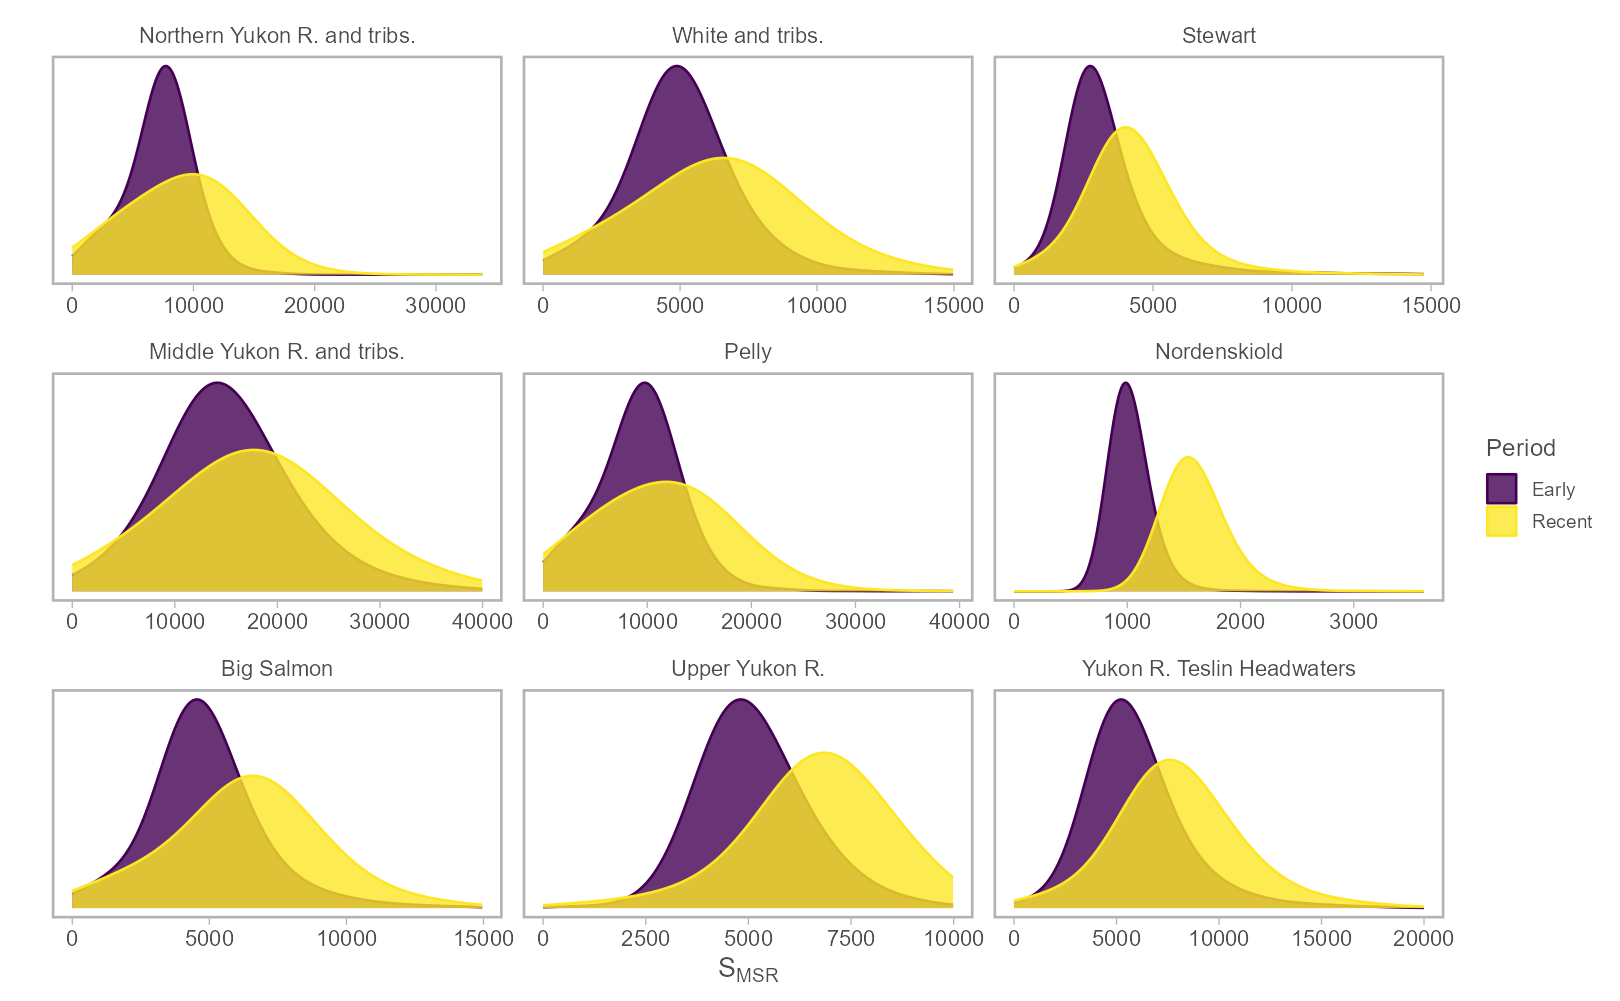 Northern Yukon R. and tribs.
White and tribs.
Stewart
0 10000 20000 30000
0 5000 10000 15000
0 5000 10000 15000
Middle Yukon R. and tribs.
Pelly
Nordenskiold
0 10000 20000 30000 40000
0 10000 20000 30000 40000
0 1000 2000 3000
Big Salmon
Upper Yukon R.
Yukon R. Teslin Headwaters
0 5000 10000 15000
0 2500 5000 7500 10000
0 5000 10000 15000 20000
SMSR
Period
Early
Recent